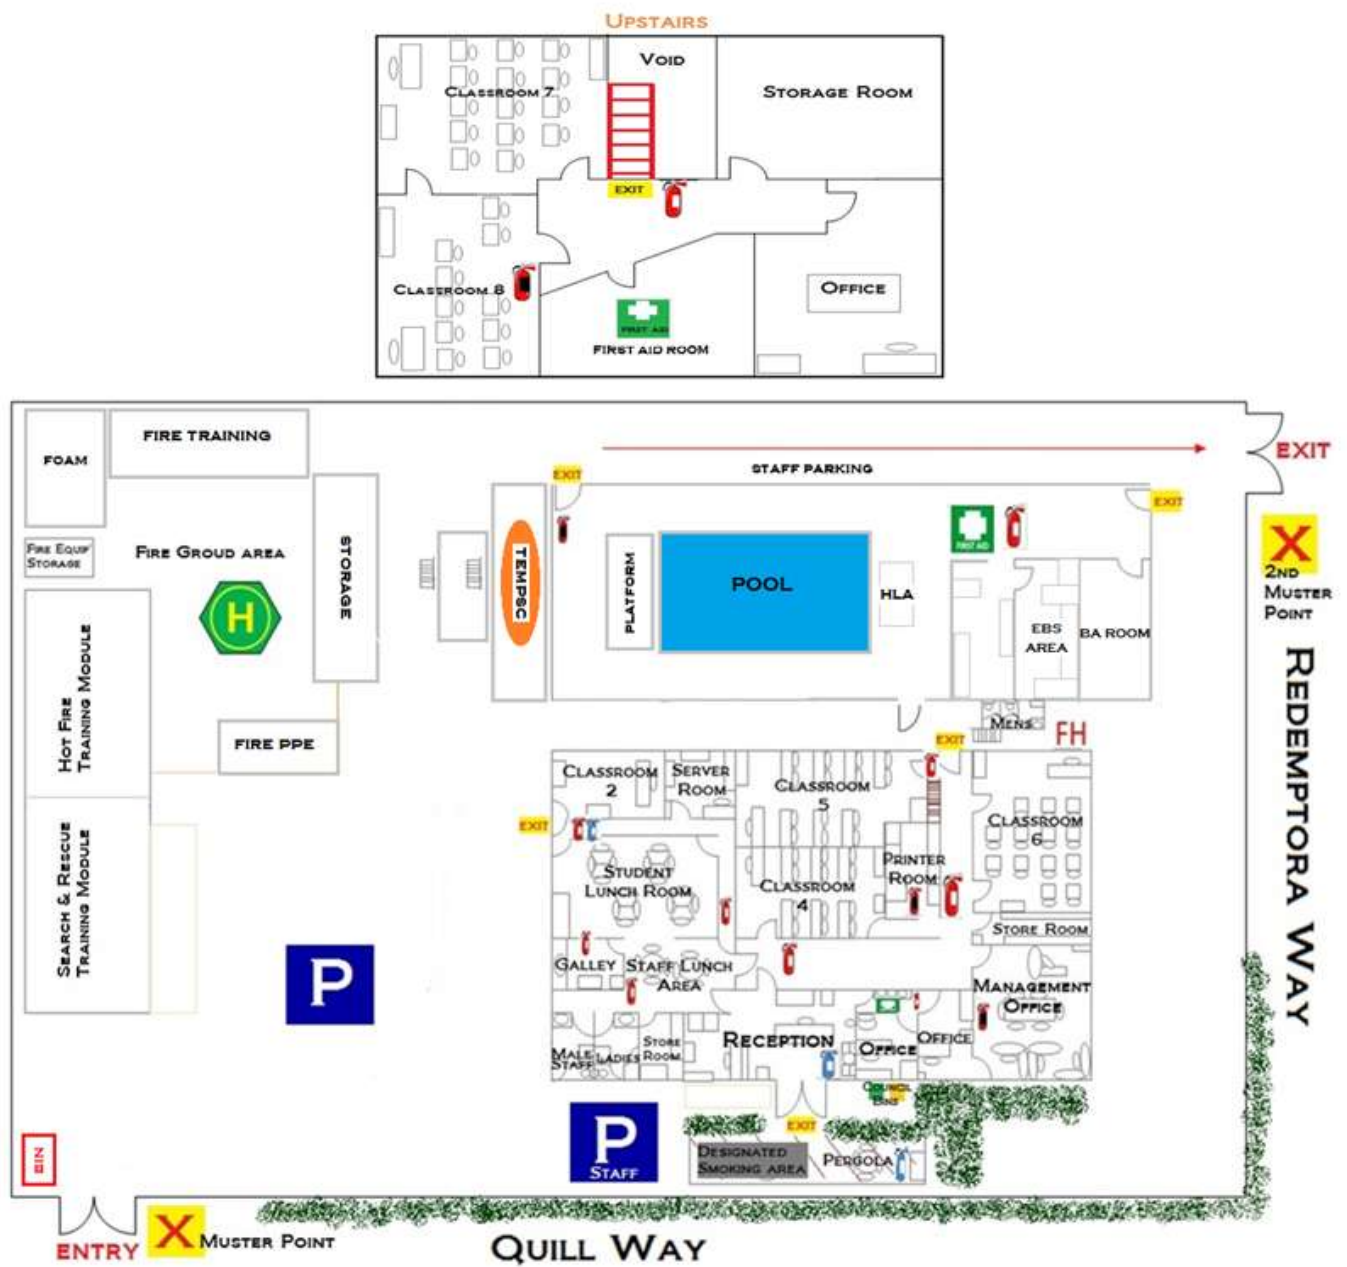 UPSTAIRS
VOID
CLASSROOM 7
STORAGE ROOM
EXIT
CLASSROOM 8
OFFICE
FIRST AID
FIRST AID ROOM
FIRE TRAINING
FOAM
EXIT
STAFF PARKING
EXIT
EXIT
FIRE EQUIP
STORAGE
FIRE GROUD AREA
STORAGE
TEMPSC
PLATFORM
POOL
HLA
FIRST AID
X
2ND
MUSTER
POINT
H
EBS
AREA
BA ROOM
HOT FIRE
TRAINING MODULE
FIRE PPE
MENS
FH
EXIT
REDEMPTORA WAY
CLASSROOM
2
SERVER
ROOM
CLASSROOM
5
CLASSROOM
6
EXIT
STUDENT
LUNCH ROOM
CLASSROOM
4
PRINTER
ROOM
SEARCH & RESCUE
TRAINING MODULE
STORE ROOM
P
GALLEY
STAFF LUNCH
AREA
MANAGEMENT
OFFICE
MALE
STAFF
LADIES
STORE
ROOM
RECEPTION
OFFICE
OFFICE
COUNCIL
BINS
EXIT
P
STAFF
DESIGNATED
SMOKING AREA
PERGOLA
BIN
ENTRY
X
MUSTER POINT
QUILL WAY